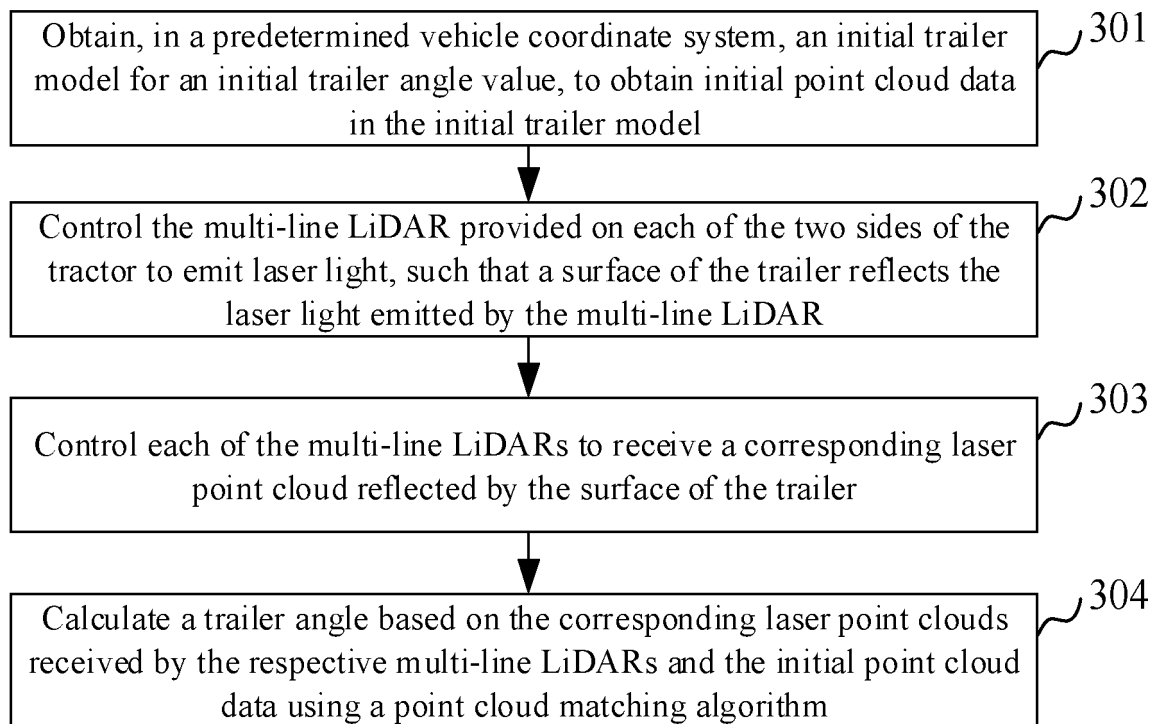 Obtain, in a predetermined vehicle coordinate system, an initial trailer
model for an initial trailer angle value, to obtain initial point cloud data
in the initial trailer model
301
Control the multi-line LiDAR provided on each of the two sides of the
tractor to emit laser light, such that a surface of the trailer reflects the
laser light emitted by the multi-line LiDAR
302
Control each of the multi-line LiDARs to receive a corresponding laser
point cloud reflected by the surface of the trailer
303
Calculate a trailer angle based on the corresponding laser point clouds
received by the respective multi-line LiDARs and the initial point cloud
data using a point cloud matching algorithm
304